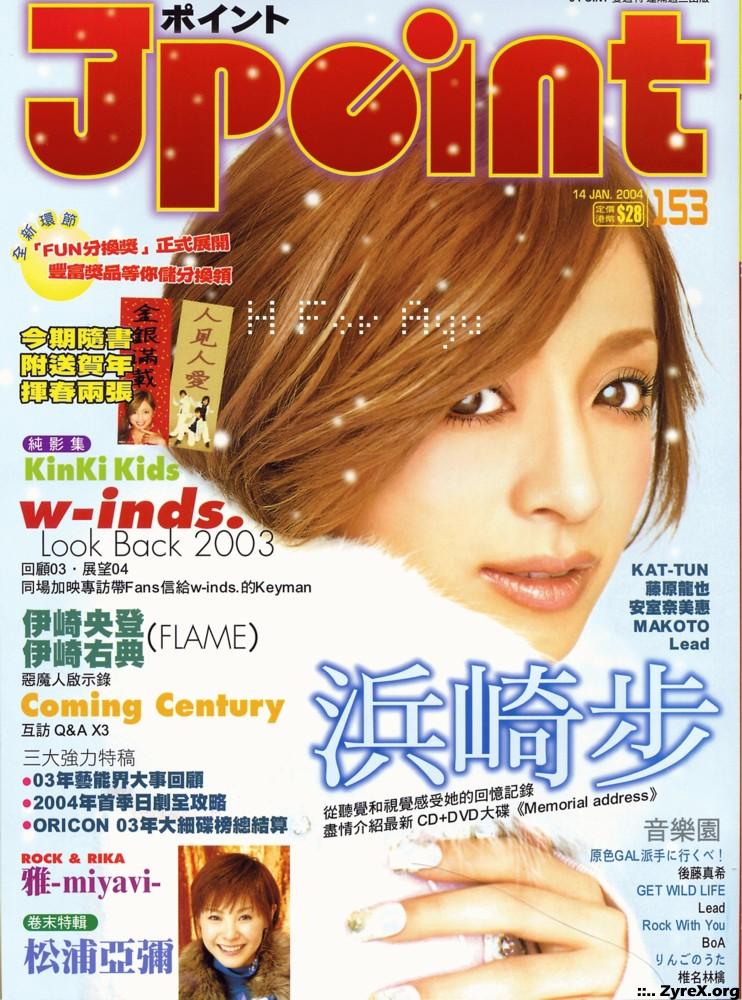 ポイント
JPoint
14 JAN. 2004
定價
港幣 $28
153
全新環節
「FUN分換獎」正式展開
豐富獎品等你儲分換領
金銀滿載
人見人愛
H For Ayu
今期隨書
附送賀年
揮春兩張
純影集
KinKi Kids
w-inds.
Look Back 2003
回顧03・展望04
同場加映專訪帶Fans信給w-inds.的Keyman
伊崎央登
伊崎右典
(FLAME)
惡魔人啟示錄
Coming Century
互訪 Q&A X3
三大強力特稿
●03年藝能界大事回顧
●2004年首季日劇全攻略
●ORICON 03年大細碟榜總結算
ROCK & RIKA
雅-miyavi-
卷末特輯
松浦亞彌
KAT-TUN
藤原龍也
安室奈美惠
MAKOTO
Lead
浜崎步
從聽覺和視覺感受她的回憶記錄
盡情介紹最新 CD+DVD大碟《Memorial address》
音樂園
原色GAL派手に行くべ！
後藤真希
GET WILD LIFE
Lead
Rock With You
BoA
りんごのうた
椎名林檎
::.. ZyreX.org